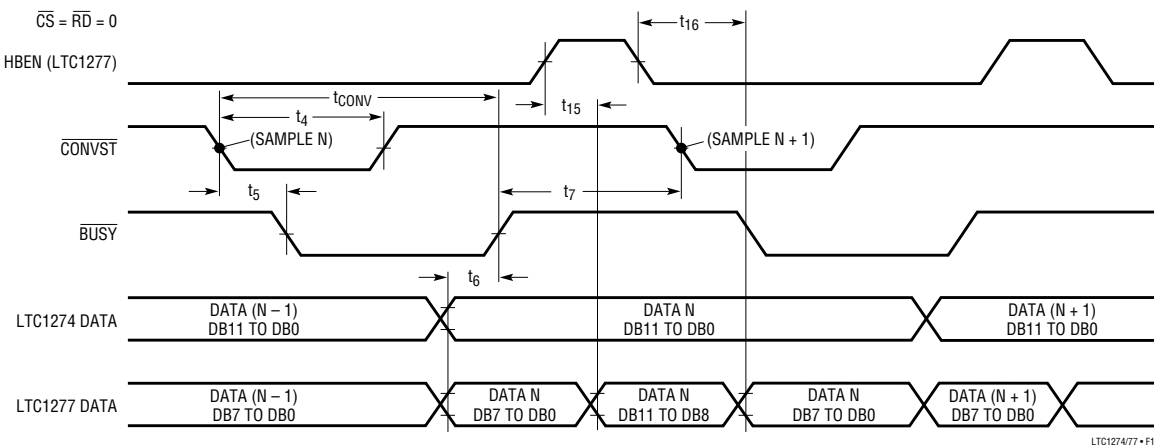 CS = RD = 0
t16
HBEN (LTC1277)
tCONV
t15
t4
CONVST
(SAMPLE N)
(SAMPLE N + 1)
t5
t7
BUSY
t6
LTC1274 DATA
DATA (N – 1)
DB11 TO DB0
DATA N
DB11 TO DB0
DATA (N + 1)
DB11 TO DB0
LTC1277 DATA
DATA (N – 1)
DB7 TO DB0
DATA N
DB7 TO DB0
DATA N
DB11 TO DB8
DATA N
DB7 TO DB0
DATA (N + 1)
DB7 TO DB0
LTC1274/77 • F1